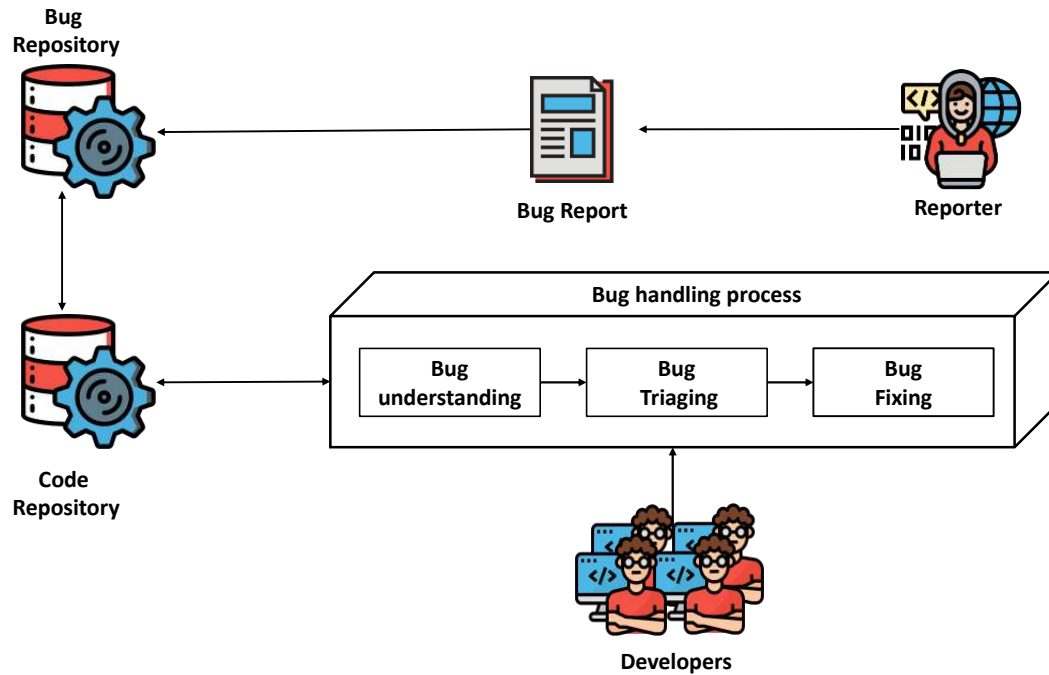 Bug
Repository
Bug Report
Reporter
Bug handling process
Bug
understanding
Bug
Triaging
Bug
Fixing
Code
Repository
Developers